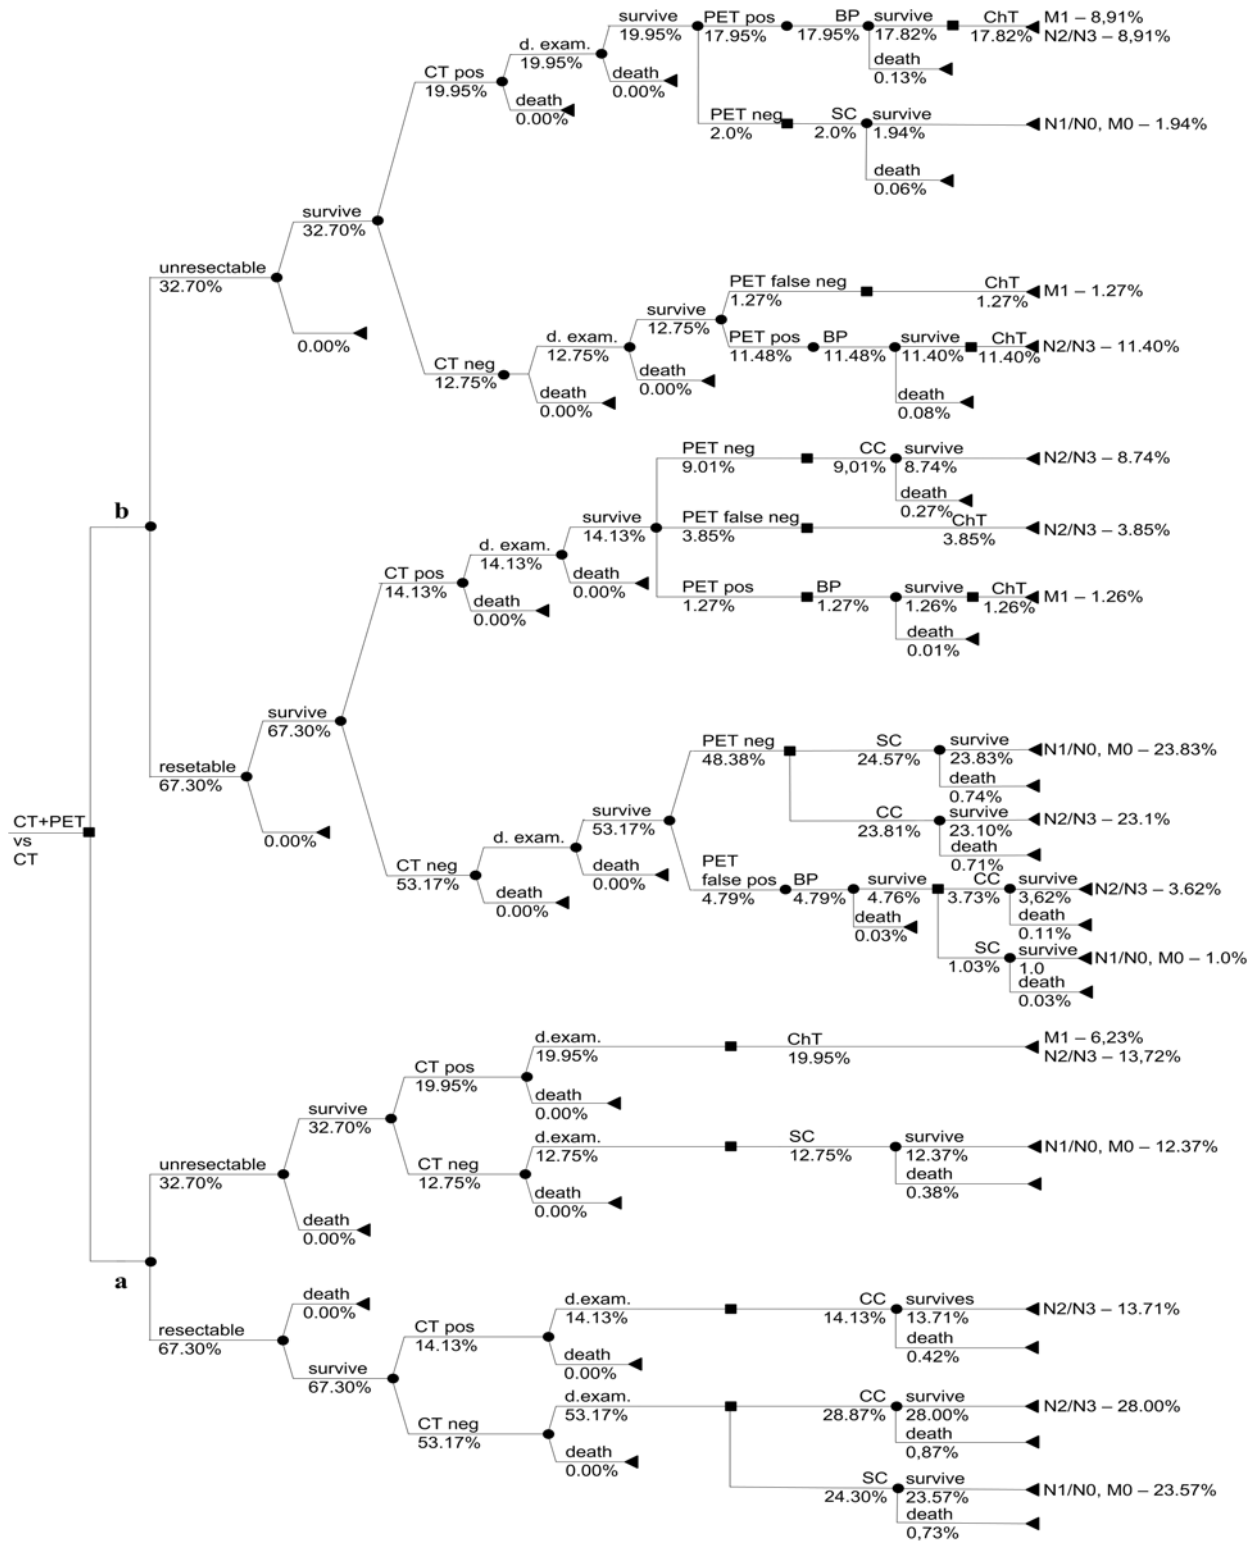 survive PET pos BP survive ChT M1 – 8,91%
19.95% 17.95% 17.95% 17.82% 17.82% N2/N3 – 8,91%
d. exam.
19.95%
death
0.13%
CT pos
19.95%
death
0.00%
death
0.00%
PET neg SC survive N1/N0, M0 – 1.94%
2.0% 2.0% 1.94%
death
0.06%
survive
32.70%
unresectable
32.70%
0.00%
PET false neg ChT M1 – 1.27%
1.27% 1.27%
survive
12.75%
d. exam.
12.75%
PET pos BP survive ChT N2/N3 – 11.40%
11.48% 11.48% 11.40% 11.40%
CT neg
12.75%
death
0.00%
death
0.00%
death
0.08%
PET neg CC survive N2/N3 – 8.74%
9.01% 9,01% 8.74%
death
0.27%
b
survive PET false neg ChT N2/N3 – 3.85%
14.13% 3.85% 3.85%
d. exam.
14.13%
CT pos
14.13%
death
0.00%
death
0.00%
PET pos BP survive ChT M1 – 1.26%
1.27% 1.27% 1.26% 1.26%
death
0.01%
survive
67.30%
resetable
67.30%
0.00%
PET neg SC survive N1/N0, M0 – 23.83%
48.38% 24.57% 23.83%
death
0.74%
CT+PET
vs
CT
survive
53.17%
CC survive N2/N3 – 23.1%
23.81% 23.10%
death
0.71%
d. exam.
CT neg
53.17%
death
0.00%
death
0.00%
PET
false pos BP survive CC survive N2/N3 – 3.62%
4.79% 4.79% 4.76% 3.73% 3,62%
death
0.03%
death
0.11%
SC survive N1/N0, M0 – 1.0%
1.03% 1.0
death
0.03%
d.exam. ChT M1 – 6,23%
19.95% 19.95% N2/N3 – 13,72%
CT pos
19.95%
death
0.00%
survive
32.70%
d.exam. SC survive N1/N0, M0 – 12.37%
12.75% 12.75% 12.37%
CT neg
12.75%
death
0.38%
unresectable
32.70%
death
0.00%
death
0.00%
a
death
0.00%
d.exam. CC survives N2/N3 – 13.71%
14.13% 14.13% 13.71%
resectable
67.30%
CT pos
14.13%
death
0.42%
death
0.00%
survive
67.30%
d.exam. CC survive N2/N3 – 28.00%
53.17% 28.87% 28.00%
CT neg
53.17%
death
0,87%
death
0.00%
SC survive N1/N0, M0 – 23.57%
24.30% 23.57%
death
0,73%